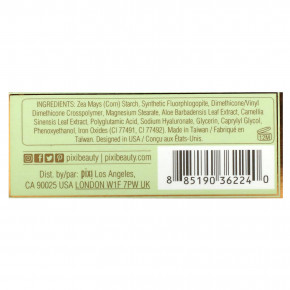 INGREDIENTS: Zea Mays (Corn) Starch, Synthetic Fluorphlogopite, Dimethicone/Vinyl
Dimethicone Crosspolymer, Magnesium Stearate, Aloe Barbadensis Leaf Extract, Camellia
Sinensis Leaf Extract, Polyglutamic Acid, Sodium Hyaluronate, Glycerin, Caprylyl Glycol,
Phenoxyethanol, Iron Oxides (CI 77491, CI 77492). Made in Taiwan / Fabriqué en
Taiwan. Designed in USA / Conçu aux États-Unis.
12M
pixibeauty pixibeauty.com
Dist. by/par: pixi Los Angeles,
CA 90025 USA LONDON W1F 7PW UK
8 85190 36224 0